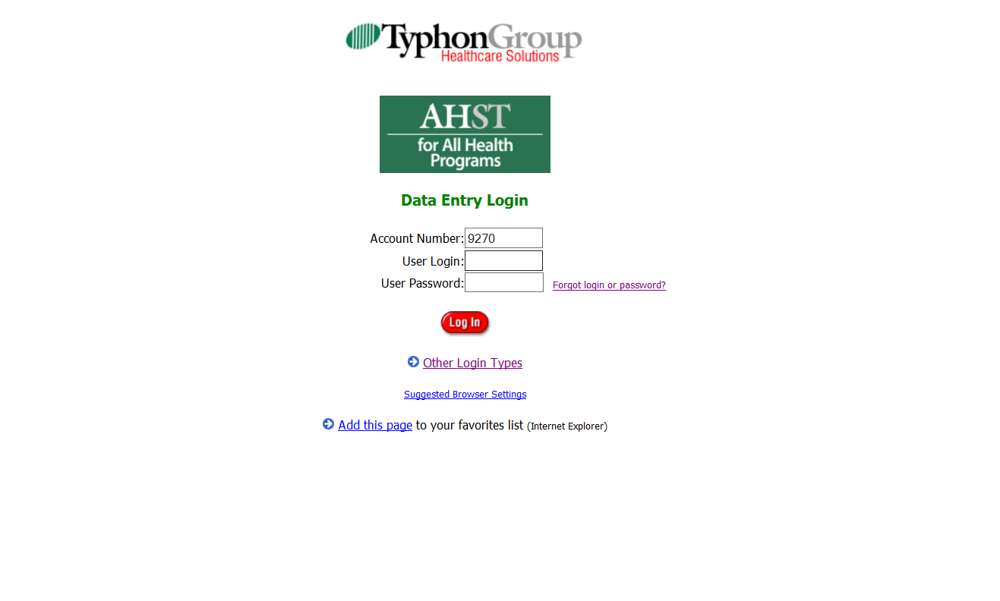 TyphonGroup
Healthcare Solutions
AHST
for All Health
Programs
Data Entry Login
Account Number: 9270
User Login:
User Password: Forgot login or password?
Log In
Other Login Types
Suggested Browser Settings
Add this page to your favorites list (Internet Explorer)